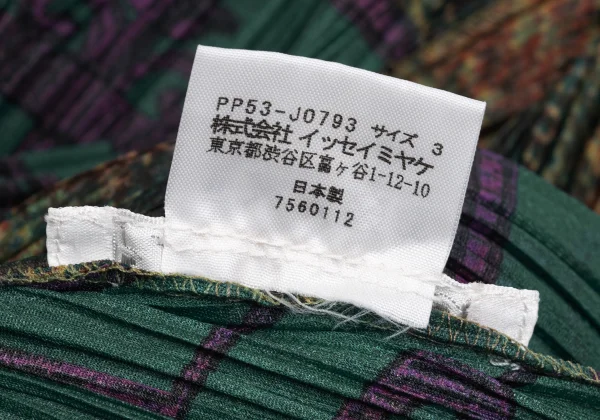 PP53-J0793 サイズ 3
株式会社 イッセイミヤケ
東京都渋谷区富ヶ谷1-12-10
日本製
7560112